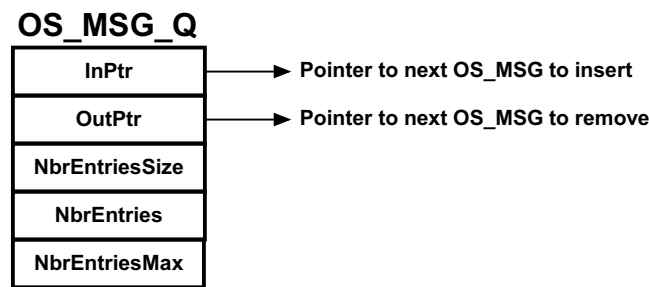 OS_MSG_Q
InPtr
Pointer to next OS_MSG to insert
OutPtr
Pointer to next OS_MSG to remove
NbrEntriesSize
NbrEntries
NbrEntriesMax